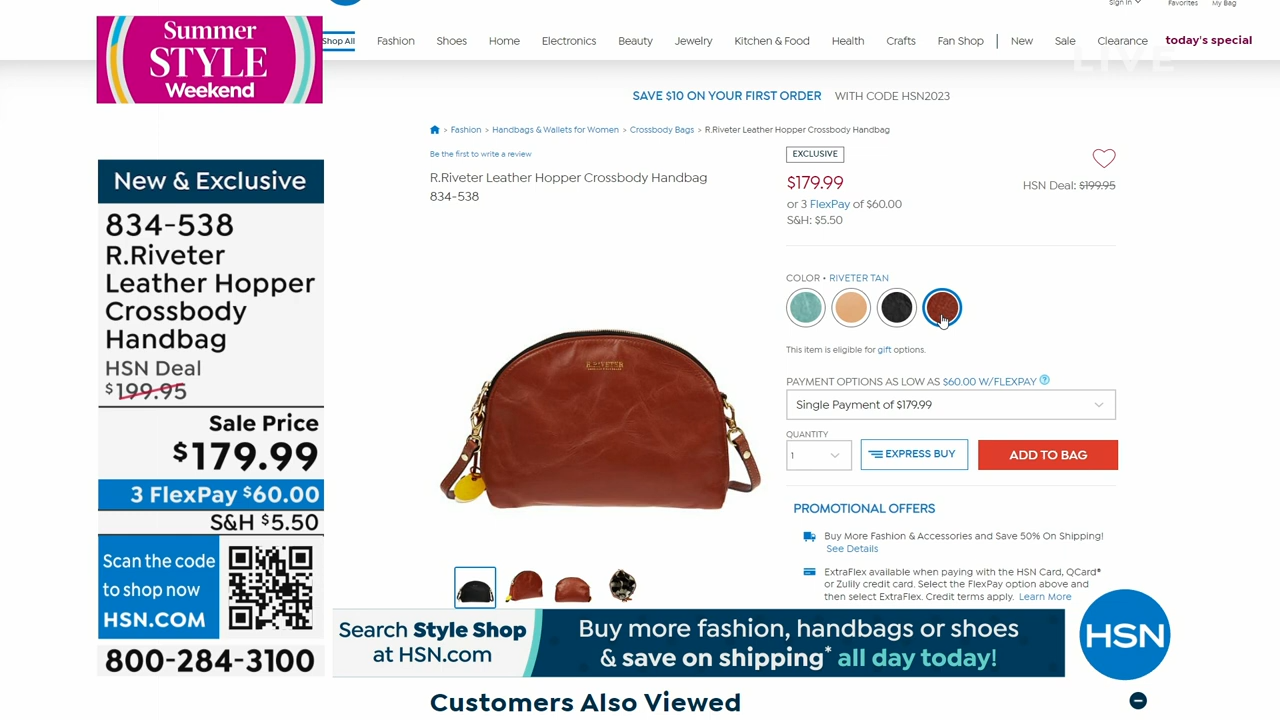 Sign In
Favorites
My Bag
Summer
STYLE
Weekend
Shop All
Fashion
Shoes
Home
Electronics
Beauty
Jewelry
Kitchen & Food
Health
Crafts
Fan Shop
New
Sale
Clearance
today's special
LIVE
SAVE $10 ON YOUR FIRST ORDER WITH CODE HSN2023
> Fashion > Handbags & Wallets for Women > Crossbody Bags > R.Riveter Leather Hopper Crossbody Handbag
Be the first to write a review
R.Riveter Leather Hopper Crossbody Handbag
834-538
EXCLUSIVE
$179.99
HSN Deal: $199.95
or 3 FlexPay of $60.00
S&H: $5.50
COLOR • RIVETER TAN
This item is eligible for gift options.
PAYMENT OPTIONS AS LOW AS $60.00 W/FLEXPAY ?
Single Payment of $179.99
QUANTITY
1
EXPRESS BUY
ADD TO BAG
PROMOTIONAL OFFERS
Buy More Fashion & Accessories and Save 50% On Shipping!
See Details
ExtraFlex available when paying with the HSN Card, QCard®
or Zulily credit card. Select the FlexPay option above and
then select ExtraFlex. Credit terms apply. Learn More
R.RIVETER
New & Exclusive
834-538
R.Riveter
Leather Hopper
Crossbody
Handbag
HSN Deal
$199.95
Sale Price
$179.99
3 FlexPay $60.00
S&H $5.50
Scan the code
to shop now
HSN.COM
800-284-3100
Search Style Shop
at HSN.com
Buy more fashion, handbags or shoes
& save on shipping* all day today!
HSN
Customers Also Viewed